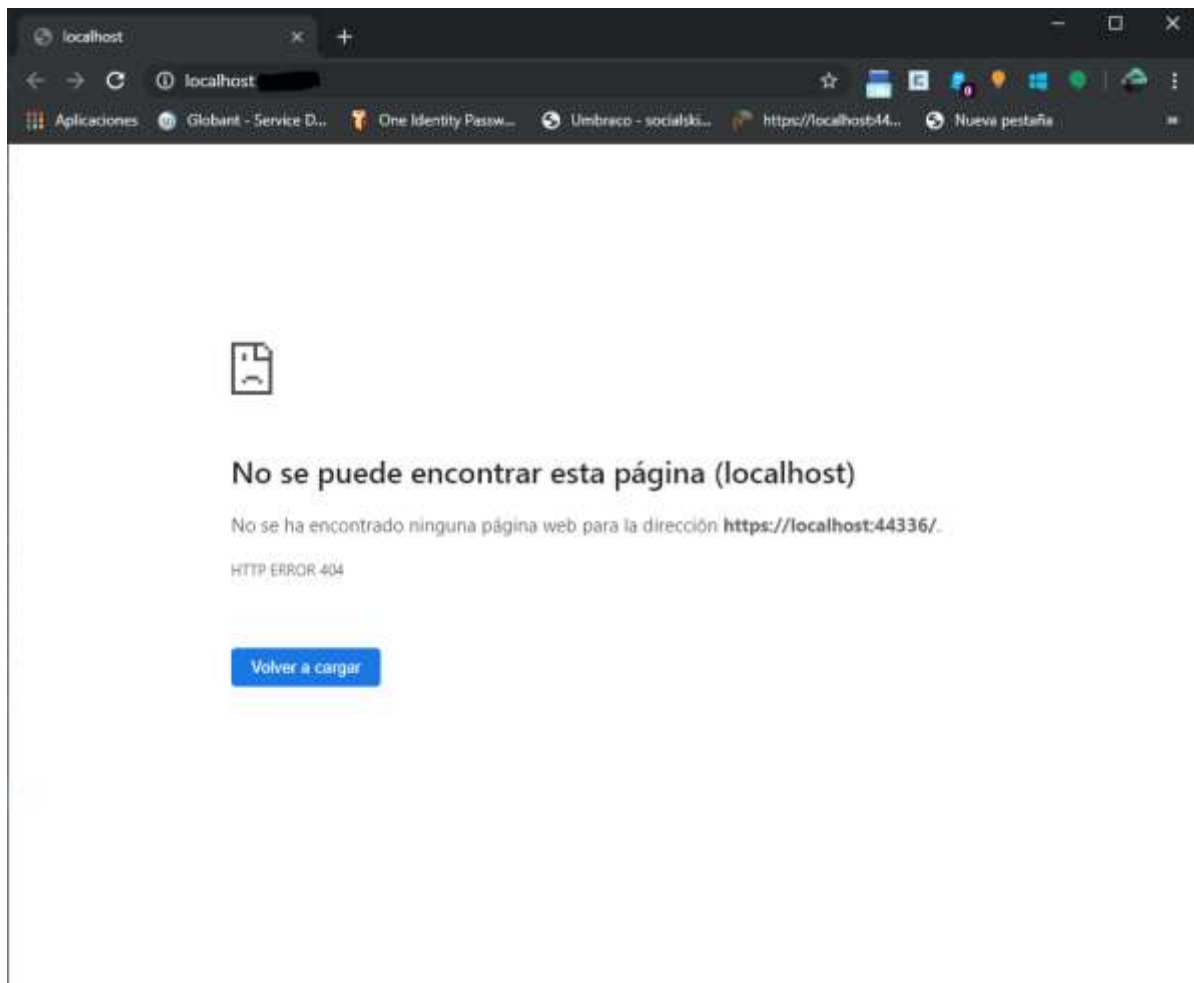 localhost
localhost
Aplicaciones Globant - Service D... One Identity Passw... Umbraco - socialski... https://localhost:44... Nueva pestaña
No se puede encontrar esta página (localhost)
No se ha encontrado ninguna página web para la dirección https://localhost:44336/.
HTTP ERROR 404
Volver a cargar